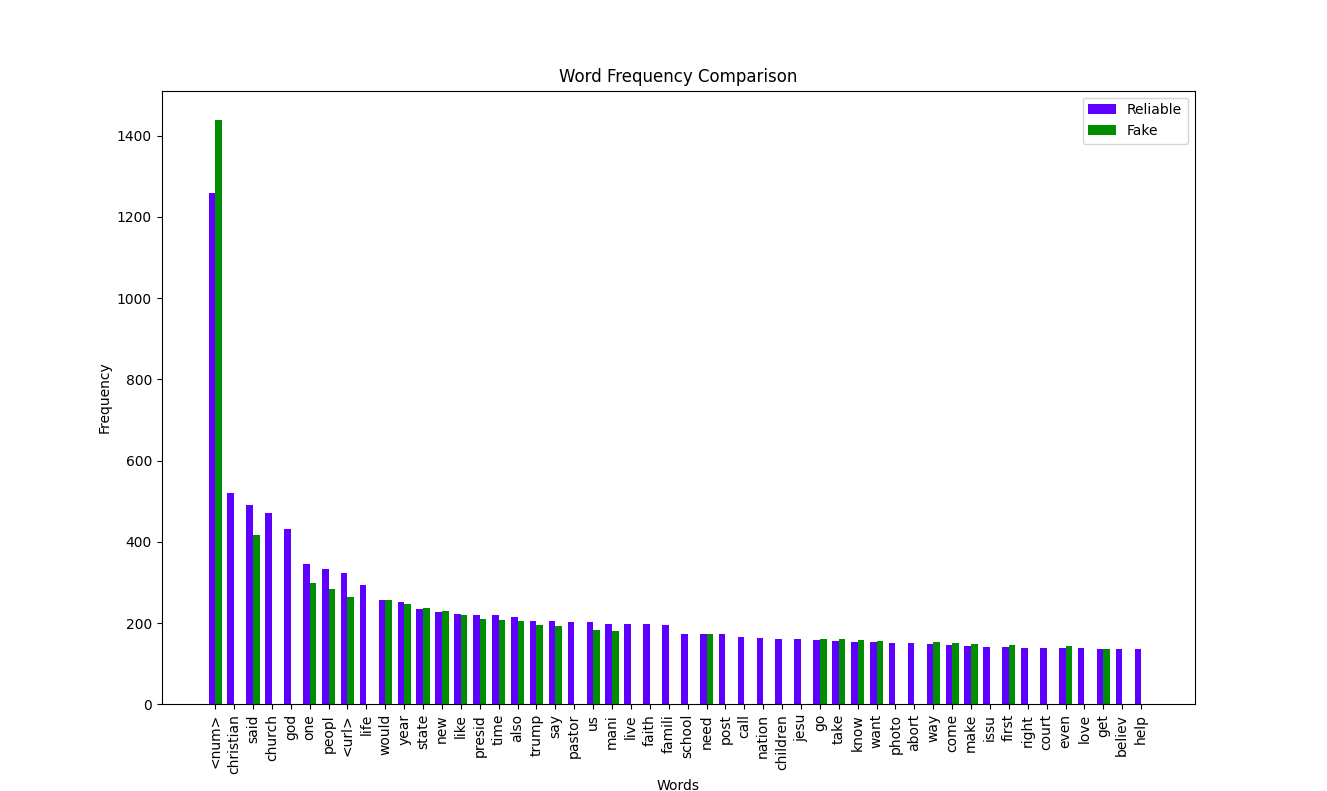 Word Frequency Comparison
Reliable
Fake
Frequency
1400
1200
1000
800
600
400
200
0
<num>
christian
said
church
god
one
peopl
<url>
life
would
year
state
new
like
presid
time
also
trump
say
pastor
us
mani
live
faith
famili
school
need
post
call
nation
children
jesu
go
take
know
want
photo
abort
way
come
make
issu
first
right
court
even
love
get
believ
help
Words